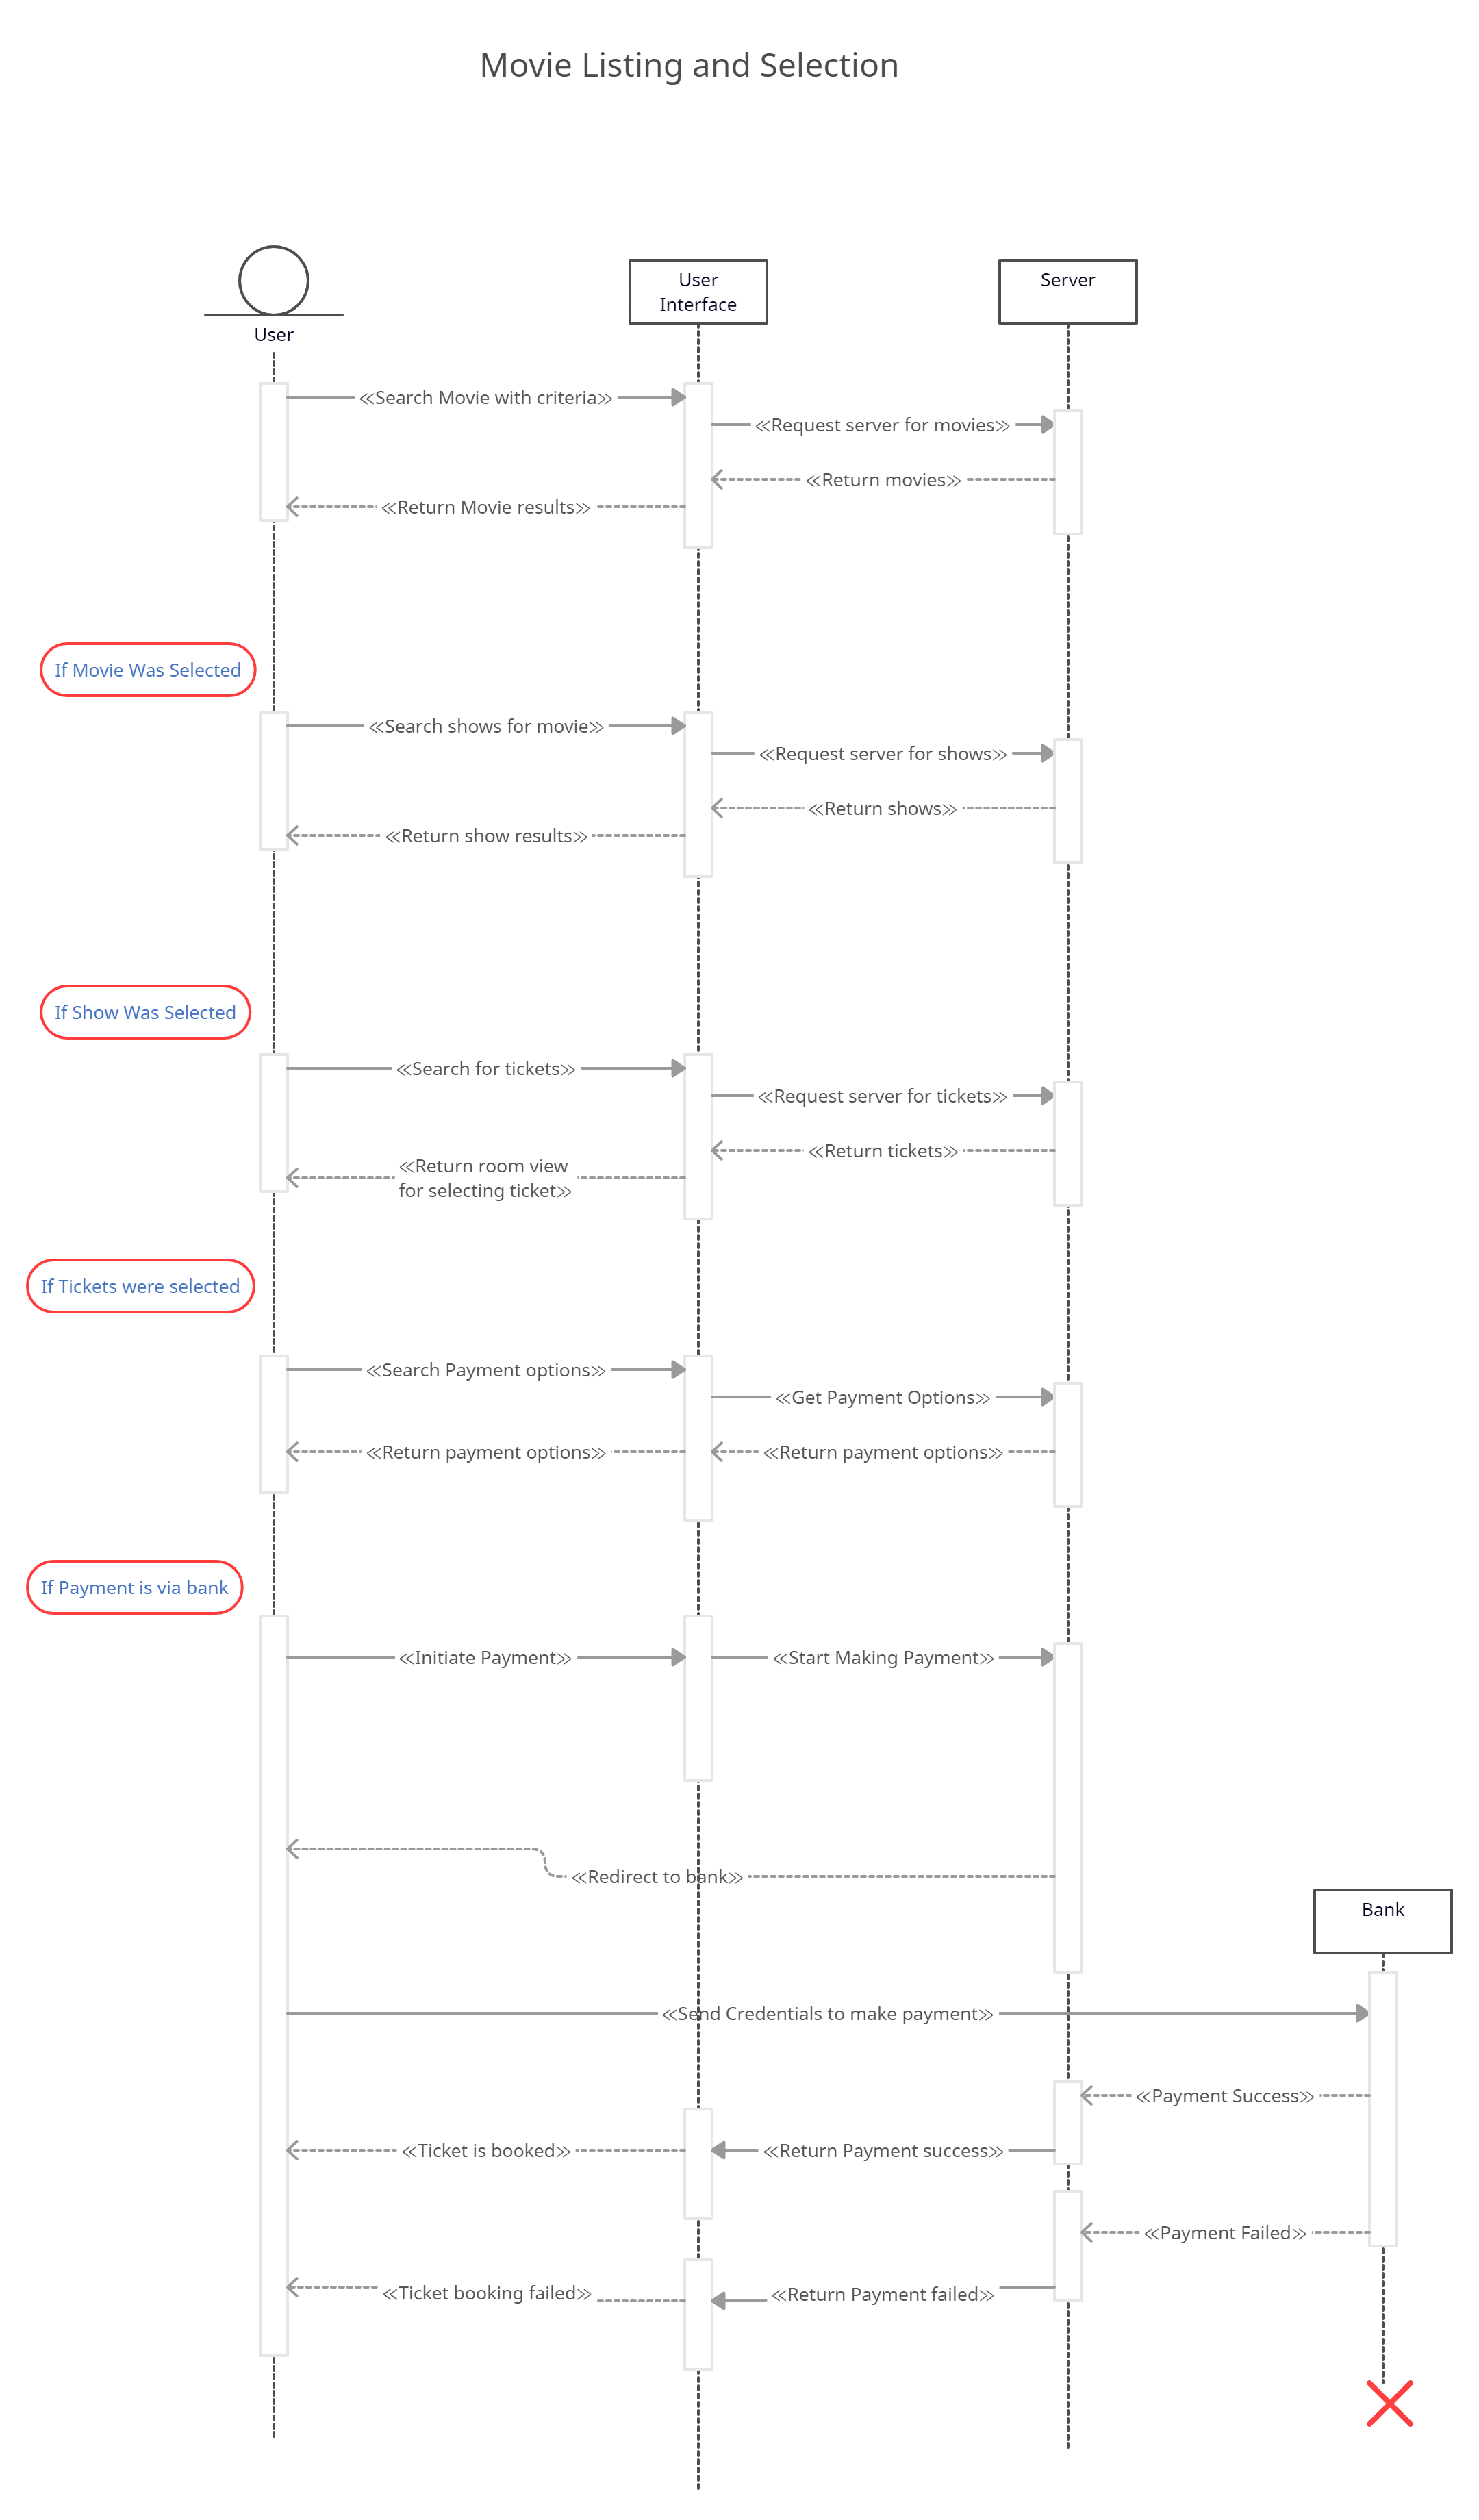 Movie Listing and Selection
User
User
Interface
Server
≪Search Movie with criteria≫
≪Request server for movies≫
≪Return movies≫
≪Return Movie results≫
If Movie Was Selected
≪Search shows for movie≫
≪Request server for shows≫
≪Return shows≫
≪Return show results≫
If Show Was Selected
≪Search for tickets≫
≪Request server for tickets≫
≪Return tickets≫
≪Return room view
for selecting ticket≫
If Tickets were selected
≪Search Payment options≫
≪Get Payment Options≫
≪Return payment options≫
≪Return payment options≫
If Payment is via bank
≪Initiate Payment≫
≪Start Making Payment≫
≪Redirect to bank≫
Bank
≪Send Credentials to make payment≫
≪Payment Success≫
≪Ticket is booked≫
≪Return Payment success≫
≪Payment Failed≫
≪Ticket booking failed≫
≪Return Payment failed≫